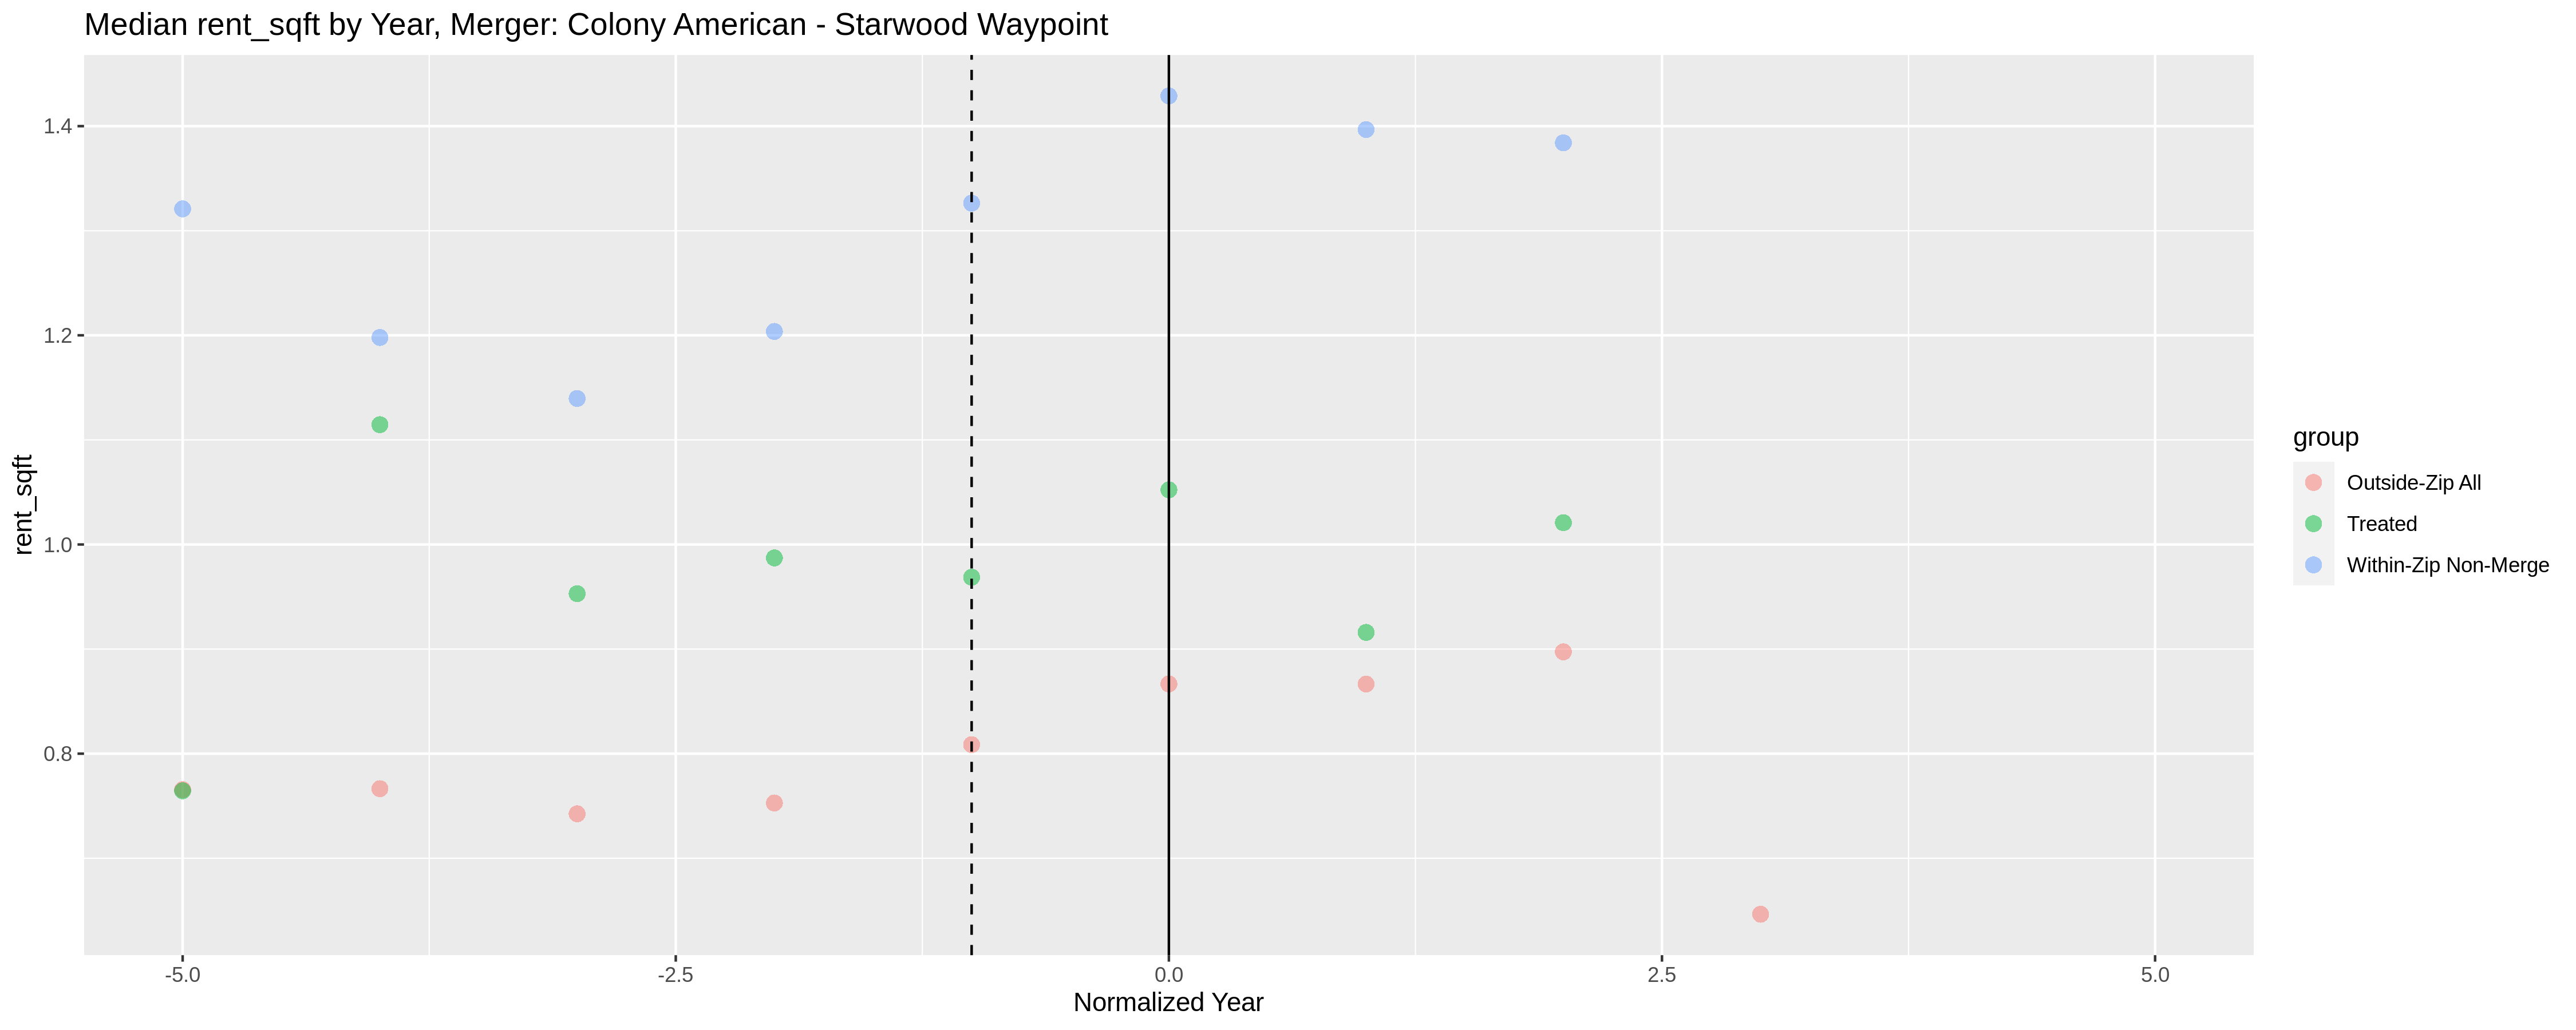 Median rent_sqft by Year, Merger: Colony American - Starwood Waypoint
rent_sqft
1.4
1.2
1.0
0.8
-5.0
-2.5
0.0
2.5
5.0
Normalized Year
group
Outside-Zip All
Treated
Within-Zip Non-Merge